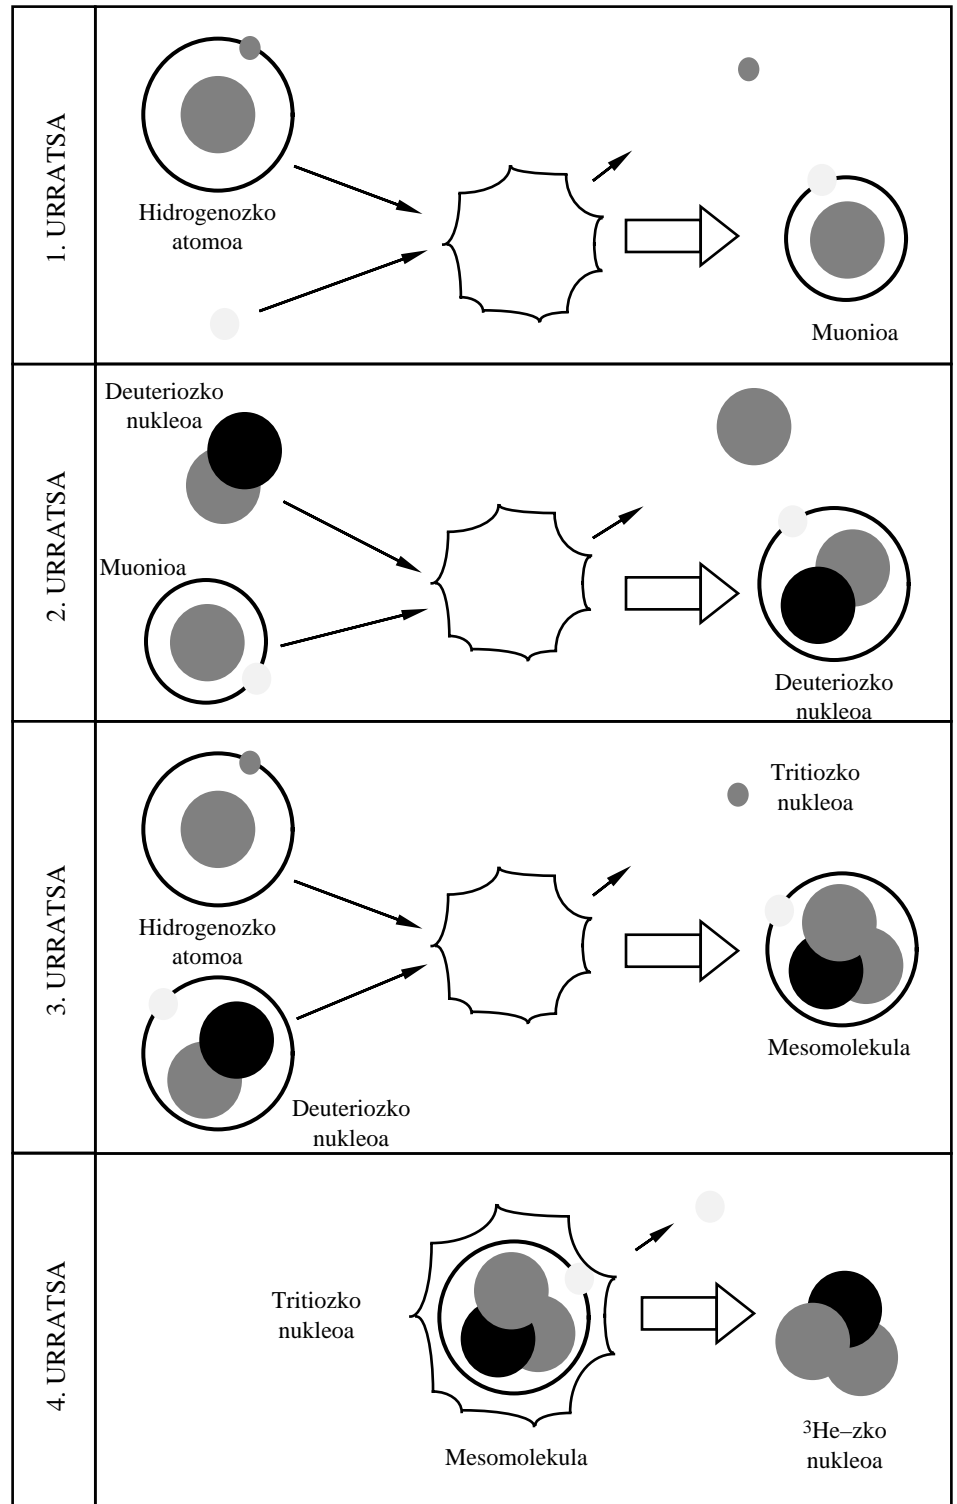 1. URRATSA
Hidrogenozko
atomoa
Muonioa
2. URRATSA
Deuteriozko
nukleoa
Muonioa
Deuteriozko
nukleoa
3. URRATSA
Hidrogenozko
atomoa
Deuteriozko
nukleoa
Tritiozko
nukleoa
Mesomolekula
4. URRATSA
Tritiozko
nukleoa
Mesomolekula
³He–zko
nukleoa